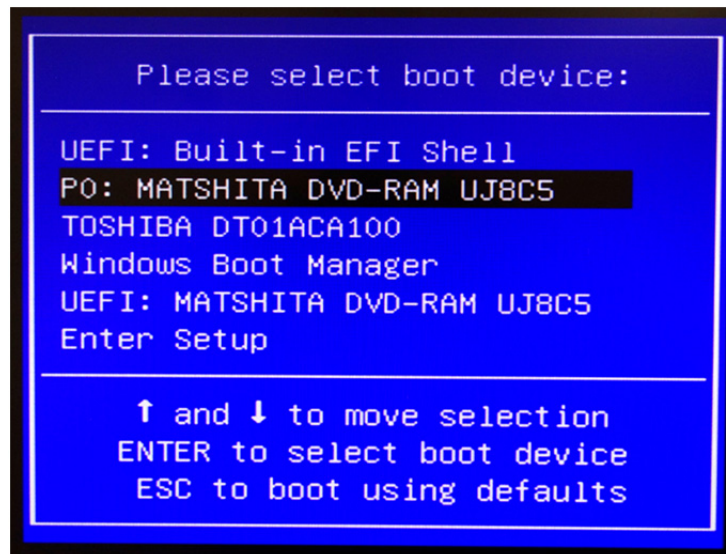 Please select boot device:
UEFI: Built-in EFI Shell
PO: MATSHITA DVD-RAM UJ8C5
TOSHIBA DT01ACA100
Windows Boot Manager
UEFI: MATSHITA DVD-RAM UJ8C5
Enter Setup
↑ and ↓ to move selection
ENTER to select boot device
ESC to boot using defaults